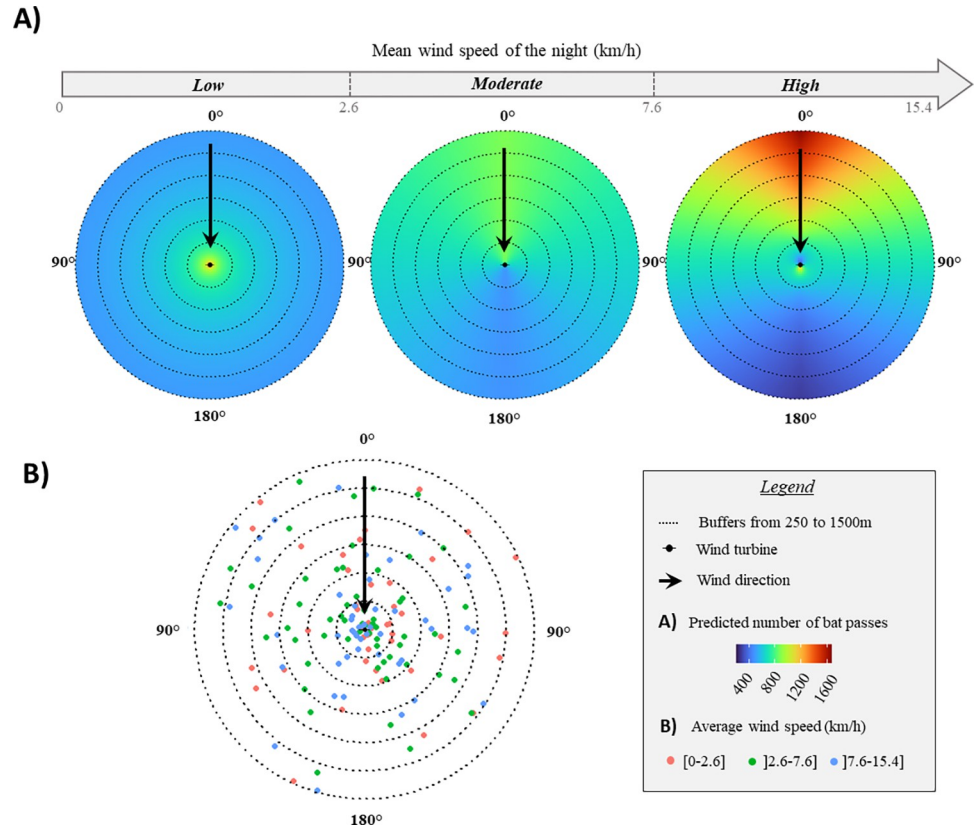 A)
Mean wind speed of the night (km/h)
Low Moderate High
0 2.6 7.6 15.4
0° 0° 0°
90° 90° 90° 90°
180° 180° 180°
B)
0°
90° 90°
180°
Legend
Buffers from 250 to 1500m
Wind turbine
Wind direction
A) Predicted number of bat passes
400 800 1200 1600
B) Average wind speed (km/h)
[0-2.6] ]2.6-7.6] ]7.6-15.4]